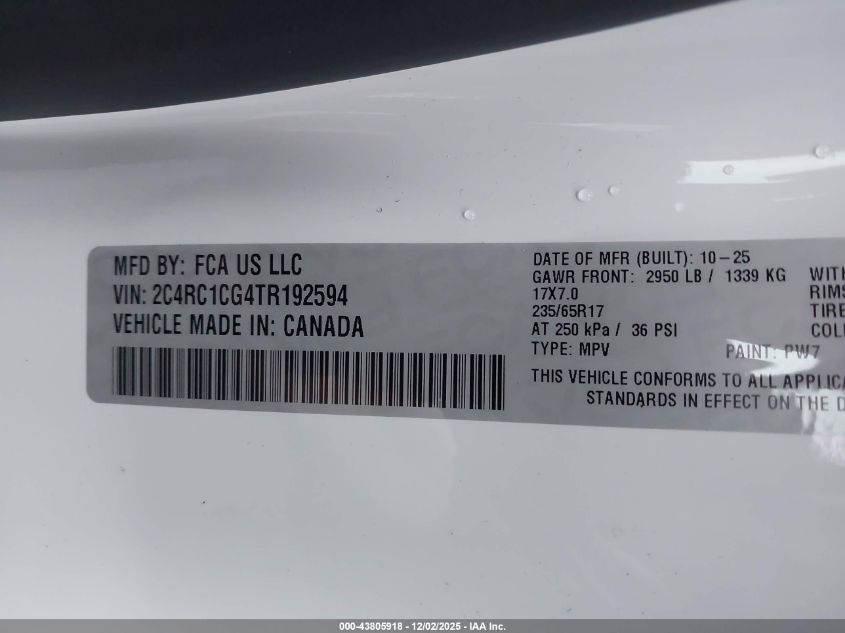 MFD BY: FCA US LLC
VIN: 2C4RC1CG4TR192594
VEHICLE MADE IN: CANADA
DATE OF MFR (BUILT): 10-25
GAWR FRONT: 2950 LB / 1339 KG WITH
17X7.0 RIMS
235/65R17 TIRE
AT 250 kPa / 36 PSI COL
TYPE: MPV PAINT: PW7
THIS VEHICLE CONFORMS TO ALL APPLICA
STANDARDS IN EFFECT ON THE D
000-43805918 - 12/02/2025 - IAA Inc.